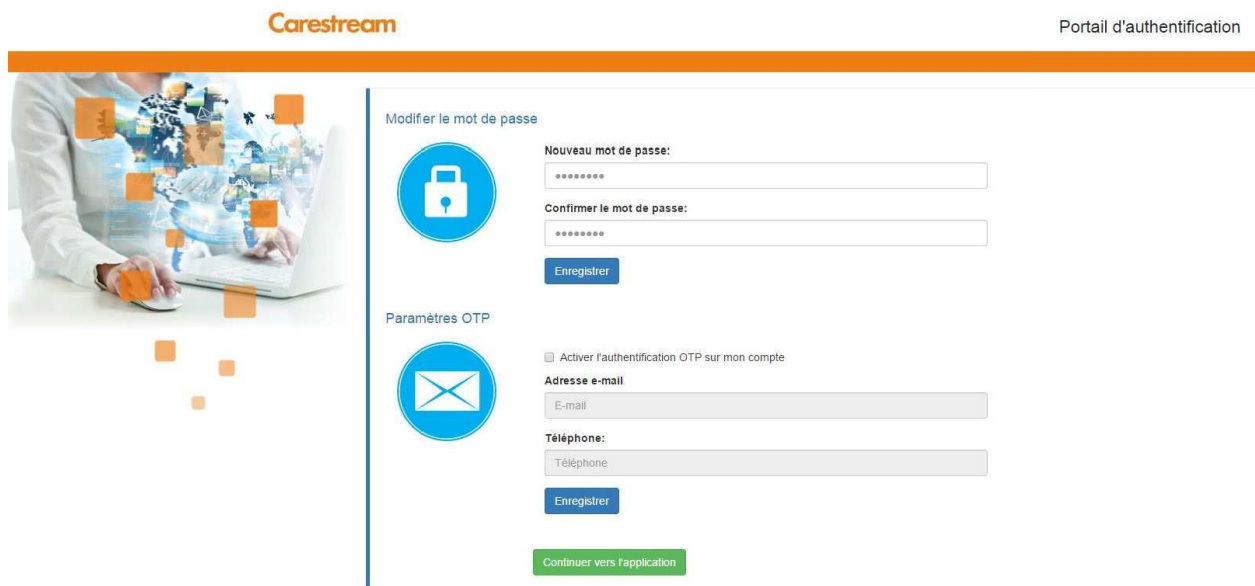 Carestream
Portail d'authentification
Modifier le mot de passe
Nouveau mot de passe:
●●●●●●●●
Confirmer le mot de passe:
●●●●●●●●
Enregistrer
Paramètres OTP
Activer l'authentification OTP sur mon compte
Adresse e-mail
E-mail
Téléphone:
Téléphone
Enregistrer
Continuer vers l'application